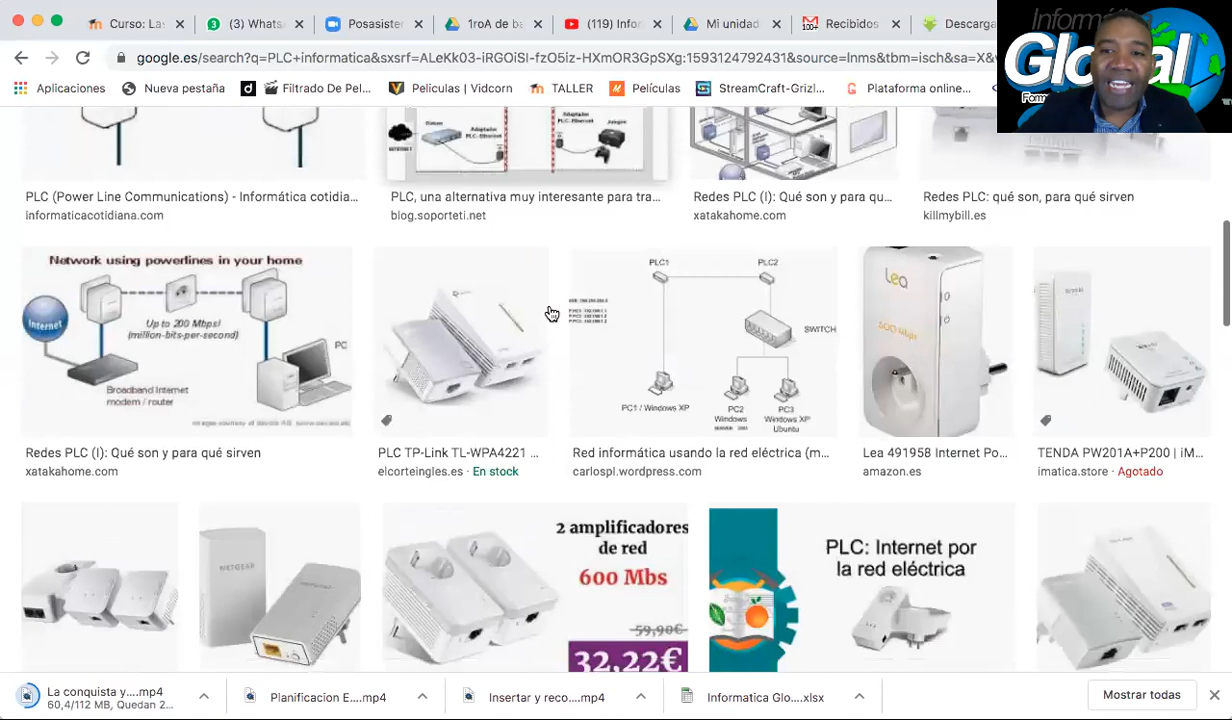 Curso: La
(3) Whats
Posasister
1roA de ba
(119) Info
Mi unidad
Recibidos
Descarga
google.es/search?q=PLC+informatica&sxsrf=ALeKk03-iRGOiSI-fzO5iz-HXmOR3GpSXg:1593124792431&source=lnms&tbm=isch&sa=X&v
Aplicaciones
Nueva pestaña
Filtrado De Pel...
Peliculas | Vidcorn
TALLER
Películas
StreamCraft-Grizl...
Plataforma online...
Informática
Global
PLC (Power Line Communications) - Informática cotidia...
informaticacotidiana.com
PLC, una alternativa muy interesante para tra...
blog.soporteti.net
Redes PLC (I): Qué son y para qu...
xatakahome.com
Redes PLC: qué son, para qué sirven
killmybill.es
Network using powerlines in your home
Internet
Up to 200 Mbps!
(million-bits-per-second)
PC
Broadband Internet
modem / router
PLC1
PLC2
SWITCH
PC1 / Windows XP
PC2
Windows
PC3
Windows XP
Ubuntu
Lea
500 Mbps
Redes PLC (I): Qué son y para qué sirven
xatakahome.com
PLC TP-Link TL-WPA4221 ...
elcorteingles.es · En stock
Red informática usando la red eléctrica (m...
carlospl.wordpress.com
Lea 491958 Internet Po...
amazon.es
TENDA PW201A+P200 | iM...
imatica.store · Agotado
NETGEAR
2 amplificadores
de red
600 Mbs
59,90€
32,22€
PLC: Internet por
la red eléctrica
La conquista y....mp4
60,4/112 MB, Quedan 2...
Planificacion E....mp4
Insertar y reco....mp4
Informatica Glo....xlsx
Mostrar todas